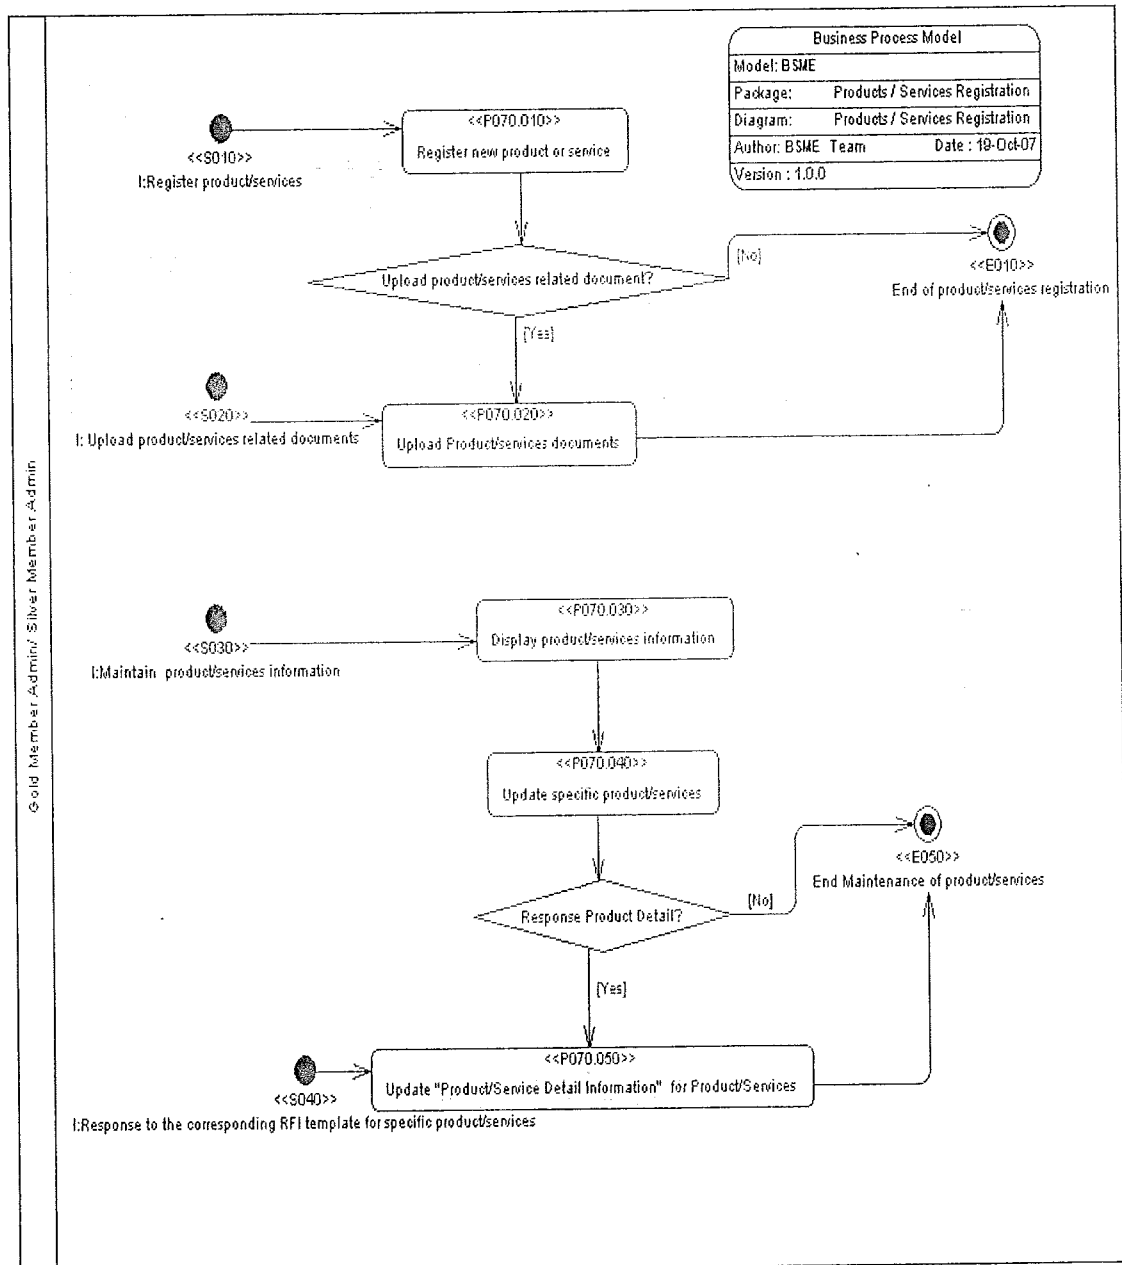 Business Process Model
Model: BSME
Package: Products / Services Registration
Diagram: Products / Services Registration
Author: BSME Team Date : 19-Oct-07
Version : 1.0.0
<<P070.010>>
Register new product or service
<<S010>>
I:Register product/services
Upload product/services related document?
[No]
<<E010>>
End of product/services registration
[Yes]
<<S020>>
I: Upload product/services related documents
<<P070.020>>
Upload Product/services documents
Gold Member Admin/ Silver Member Admin
<<P070.030>>
Display product/services information
<<S030>>
I:Maintain product/services information
<<P070.040>>
Update specific product/services
<<E050>>
End Maintenance of product/services
Response Product Detail?
[No]
[Yes]
<<P070.050>>
Update "Product/Service Detail Information" for Product/Services
<<S040>>
I:Response to the corresponding RFI template for specific product/services